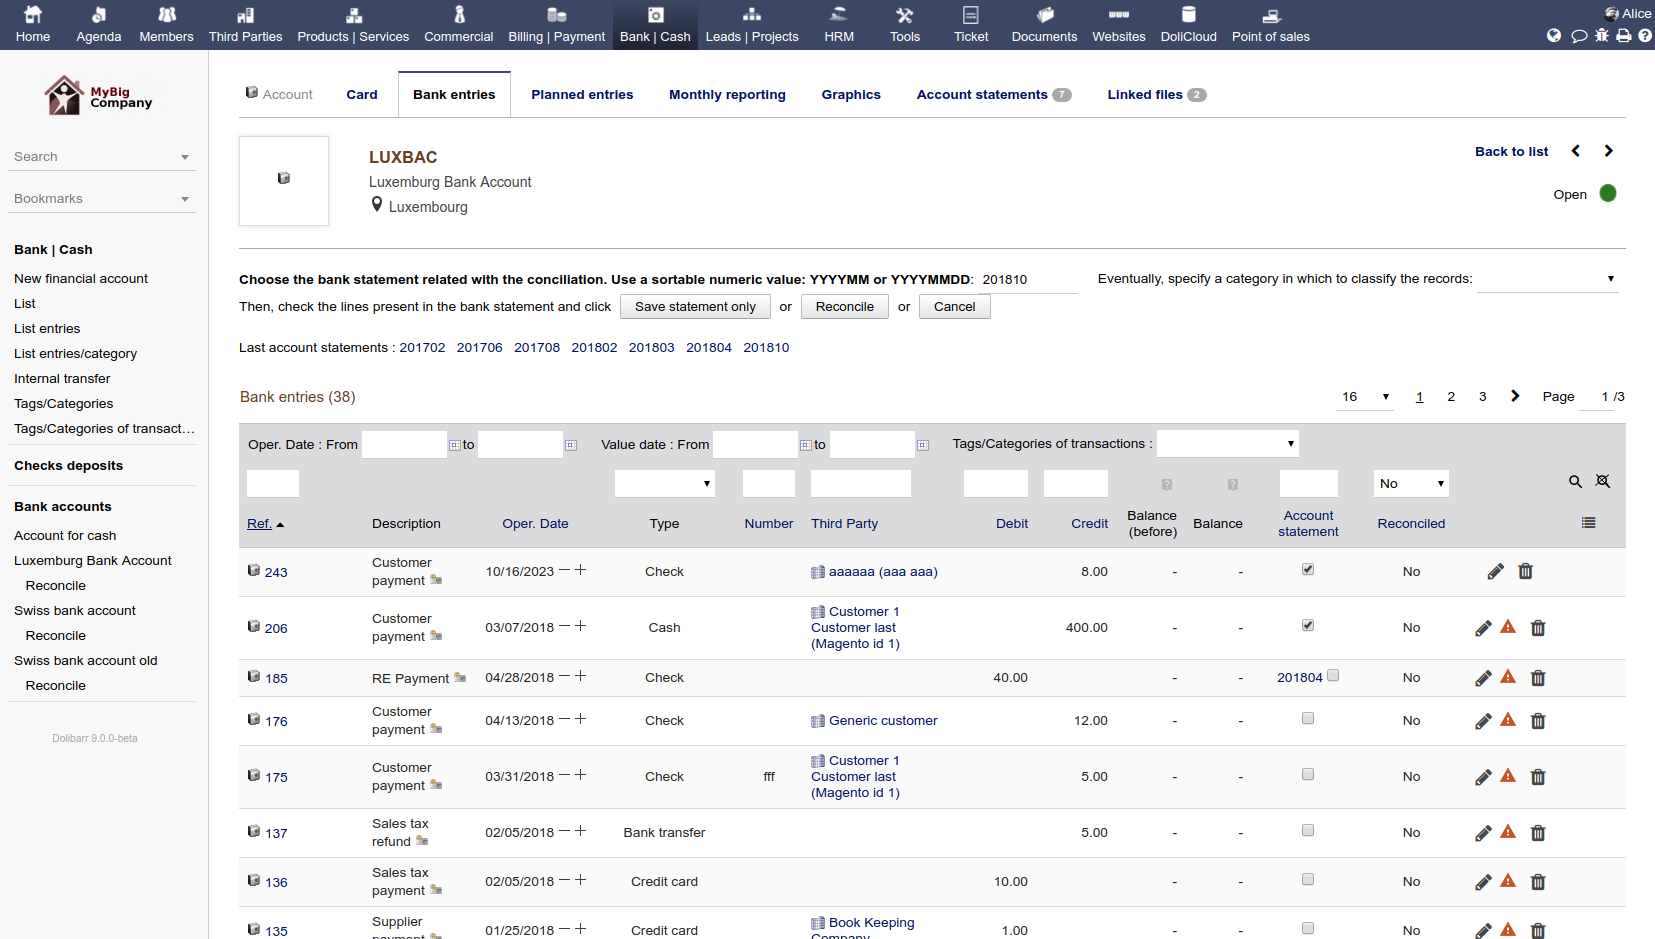 Home Agenda Members Third Parties Products | Services Commercial Billing | Payment Bank | Cash Leads | Projects HRM Tools Ticket Documents Websites DoliCloud Point of sales Alice
MyBig
Company
Search
Bookmarks
Bank | Cash
New financial account
List
List entries
List entries/category
Internal transfer
Tags/Categories
Tags/Categories of transact...
Checks deposits
Bank accounts
Account for cash
Luxemburg Bank Account
Reconcile
Swiss bank account
Reconcile
Swiss bank account old
Reconcile
Dolibarr 9.0.0-beta
Account Card Bank entries Planned entries Monthly reporting Graphics Account statements 7 Linked files 2
LUXBAC
Luxemburg Bank Account
Luxembourg
Back to list
Open
Choose the bank statement related with the conciliation. Use a sortable numeric value: YYYYMM or YYYYMMDD: 201810 Eventually, specify a category in which to classify the records:
Then, check the lines present in the bank statement and click Save statement only or Reconcile or Cancel
Last account statements : 201702 201706 201708 201802 201803 201804 201810
Bank entries (38) 16 1 2 3 Page 1 /3
Oper. Date : From to Value date : From to Tags/Categories of transactions :
? ? No
Ref. Description Oper. Date Type Number Third Party Debit Credit Balance (before) Balance Account statement Reconciled
243 Customer payment 10/16/2023 Check aaaaaa (aaa aaa) 8.00 - - No
206 Customer payment 03/07/2018 Cash Customer 1 Customer last (Magento id 1) 400.00 - - No
185 RE Payment 04/28/2018 Check 40.00 - - 201804 No
176 Customer payment 04/13/2018 Check Generic customer 12.00 - - No
175 Customer payment 03/31/2018 Check fff Customer 1 Customer last (Magento id 1) 5.00 - - No
137 Sales tax refund 02/05/2018 Bank transfer 5.00 - - No
136 Sales tax payment 02/05/2018 Credit card 10.00 - - No
135 Supplier payment 01/25/2018 Credit card Book Keeping Company 1.00 - - No